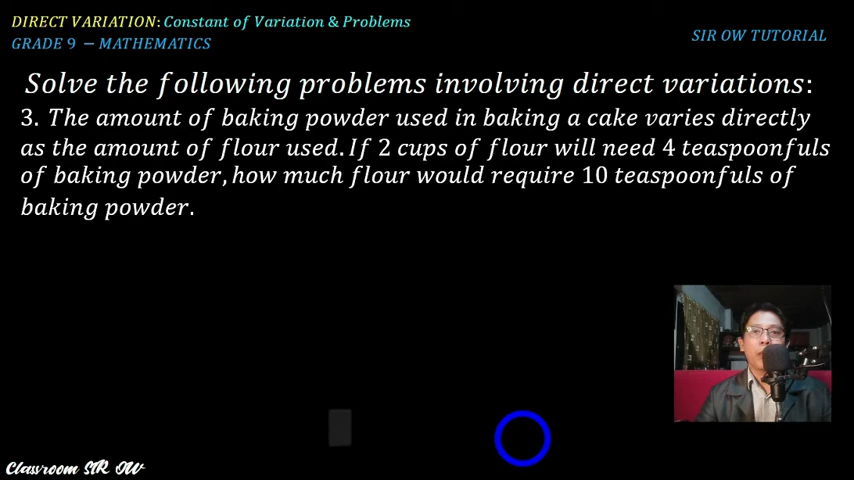 DIRECT VARIATION: Constant of Variation & Problems
GRADE 9 – MATHEMATICS
SIR OW TUTORIAL
Solve the following problems involving direct variations:
3. The amount of baking powder used in baking a cake varies directly
as the amount of flour used. If 2 cups of flour will need 4 teaspoonfuls
of baking powder, how much flour would require 10 teaspoonfuls of
baking powder.
Classroom SIR OW